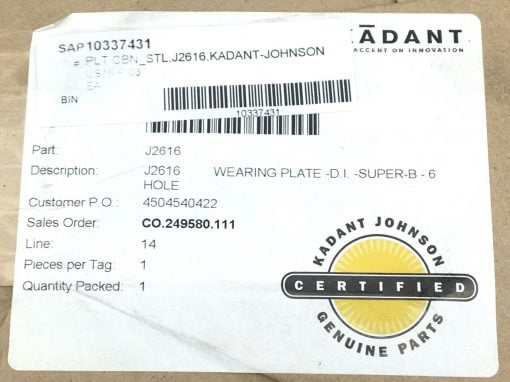 SAP10337431
PLT CBN_STL.J2616.KADANT-JOHNSON
EA
BIN
10337431
KADANT
ACCENT ON INNOVATION
Part: J2616
Description: J2616 WEARING PLATE -D.I. -SUPER-B - 6
HOLE
Customer P.O.: 4504540422
Sales Order: CO.249580.111
Line: 14
Pieces per Tag: 1
Quantity Packed: 1
KADANT JOHNSON
CERTIFIED
GENUINE PARTS